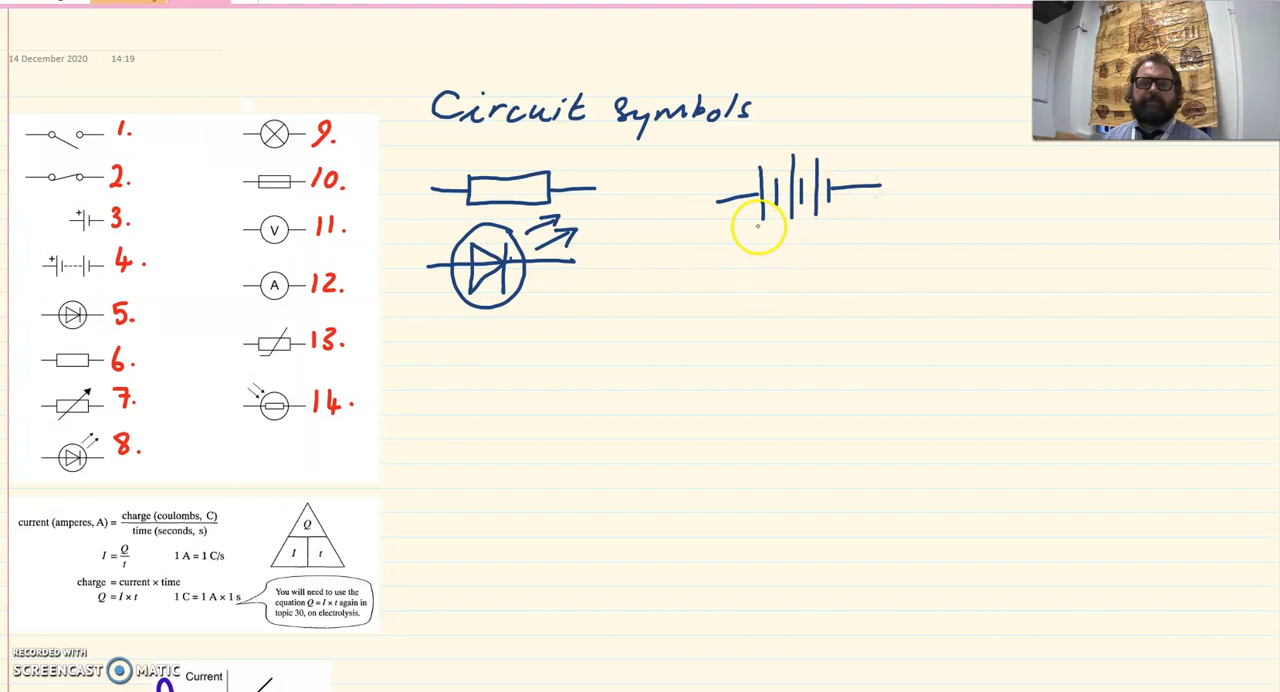 14 December 2020 14:19
Circuit symbols
1.
2.
+
3.
+
4.
5.
6.
7.
8.
9.
10.
V
11.
A
12.
13.
14.
current (amperes, A) = charge (coulombs, C)
time (seconds, s)
I = Q
t
1 A = 1 C/s
charge = current × time
Q = I × t 1 C = 1 A × 1 s
Q
I t
You will need to use the
equation Q = I × t again in
topic 30, on electrolysis.
RECORDED WITH
SCREENCAST MATIC
Current